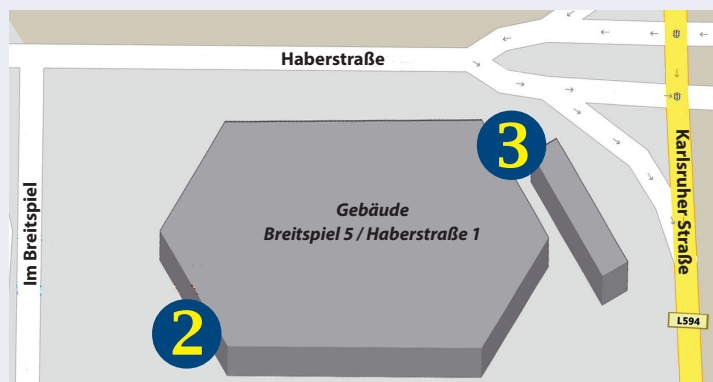 Haberstraße
Karlsruher Straße
Im Breitspiel
3
Gebäude
Breitspiel 5 / Haberstraße 1
2
L594